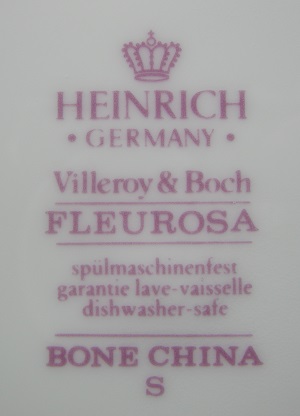 HEINRICH
• GERMANY •
Villeroy & Boch
FLEUROSA
spülmaschinenfest
garantie lave-vaisselle
dishwasher-safe
BONE CHINA
S